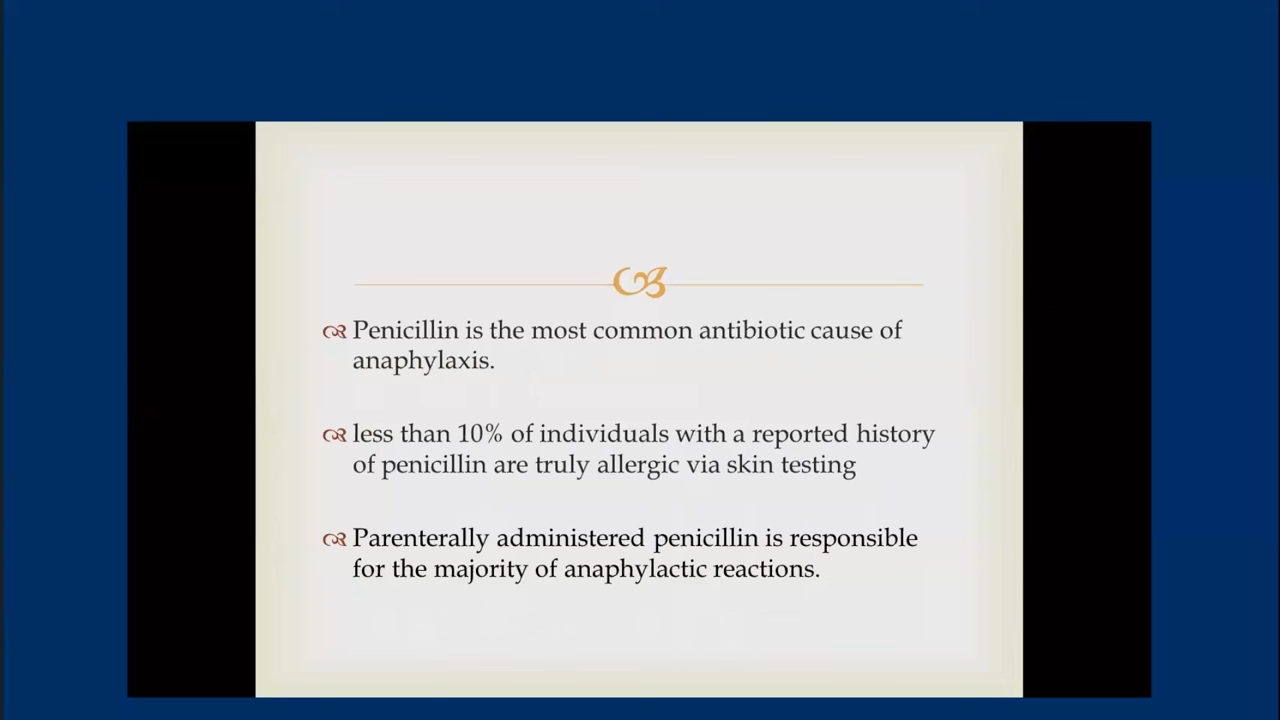 Penicillin is the most common antibiotic cause of
anaphylaxis.
less than 10% of individuals with a reported history
of penicillin are truly allergic via skin testing
Parenterally administered penicillin is responsible
for the majority of anaphylactic reactions.